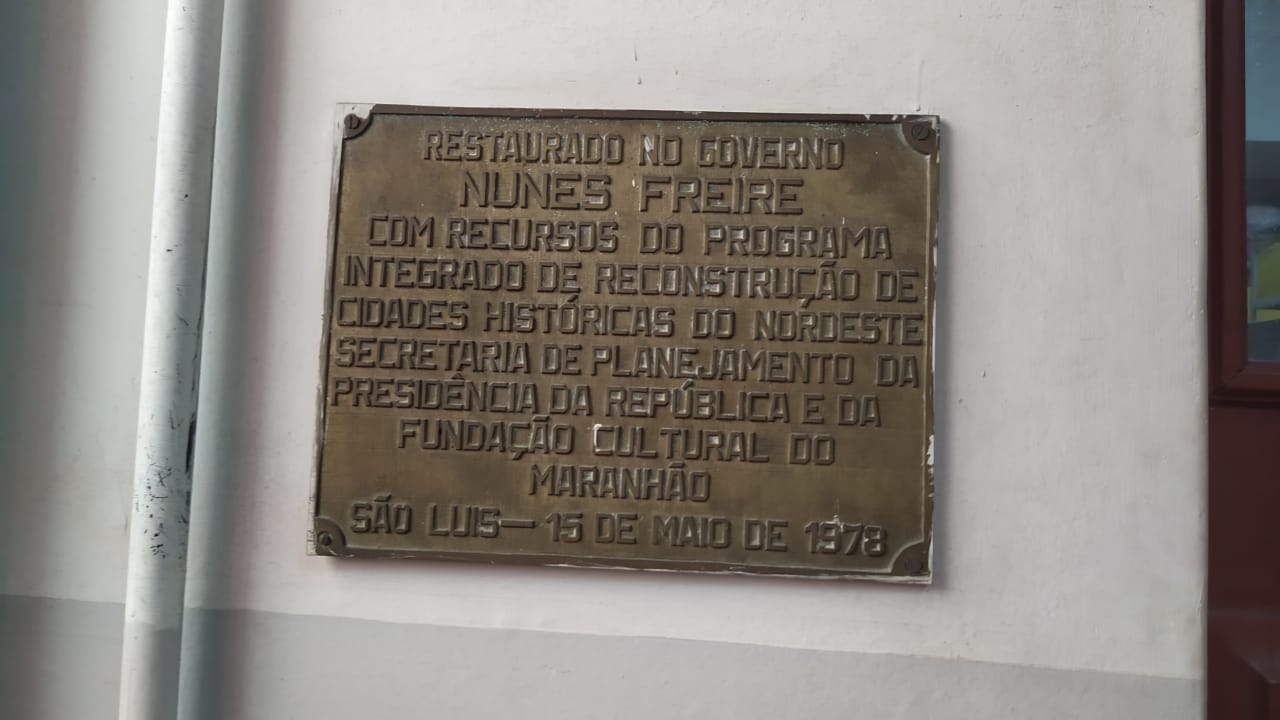 RESTAURADO NO GOVERNO
NUNES FREIRE
COM RECURSOS DO PROGRAMA
INTEGRADO DE RECONSTRUÇÃO DE
CIDADES HISTÓRICAS DO NORDESTE
SECRETARIA DE PLANEJAMENTO DA
PRESIDÊNCIA DA REPÚBLICA E DA
FUNDAÇÃO CULTURAL DO
MARANHÃO
SÃO LUIS—15 DE MAIO DE 1978